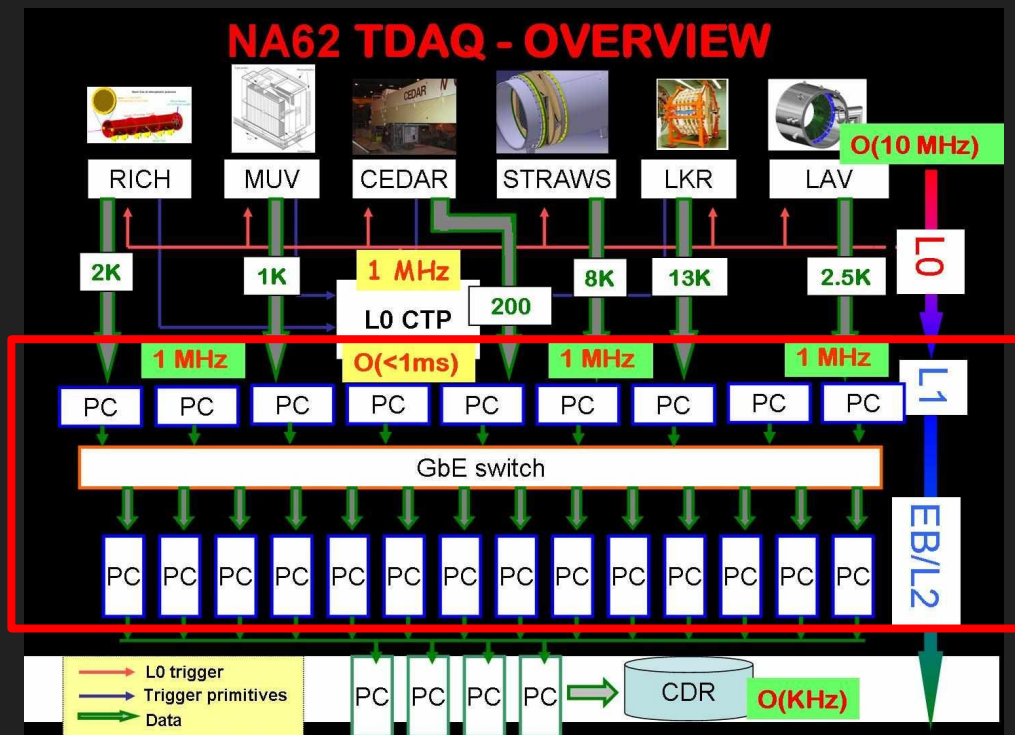 NA62 TDAQ - OVERVIEW
CEDAR
O(10 MHz)
RICH
MUV
CEDAR
STRAWS
LKR
LAV
L0
2K
1K
1 MHz
200
8K
13K
2.5K
L0 CTP
1 MHz
O(<1ms)
1 MHz
1 MHz
L1
PC PC PC PC PC PC PC PC PC
GbE switch
EB/L2
PC PC PC PC PC PC PC PC PC PC PC PC PC PC
L0 trigger
Trigger primitives
Data
PC PC PC PC
CDR
O(KHz)